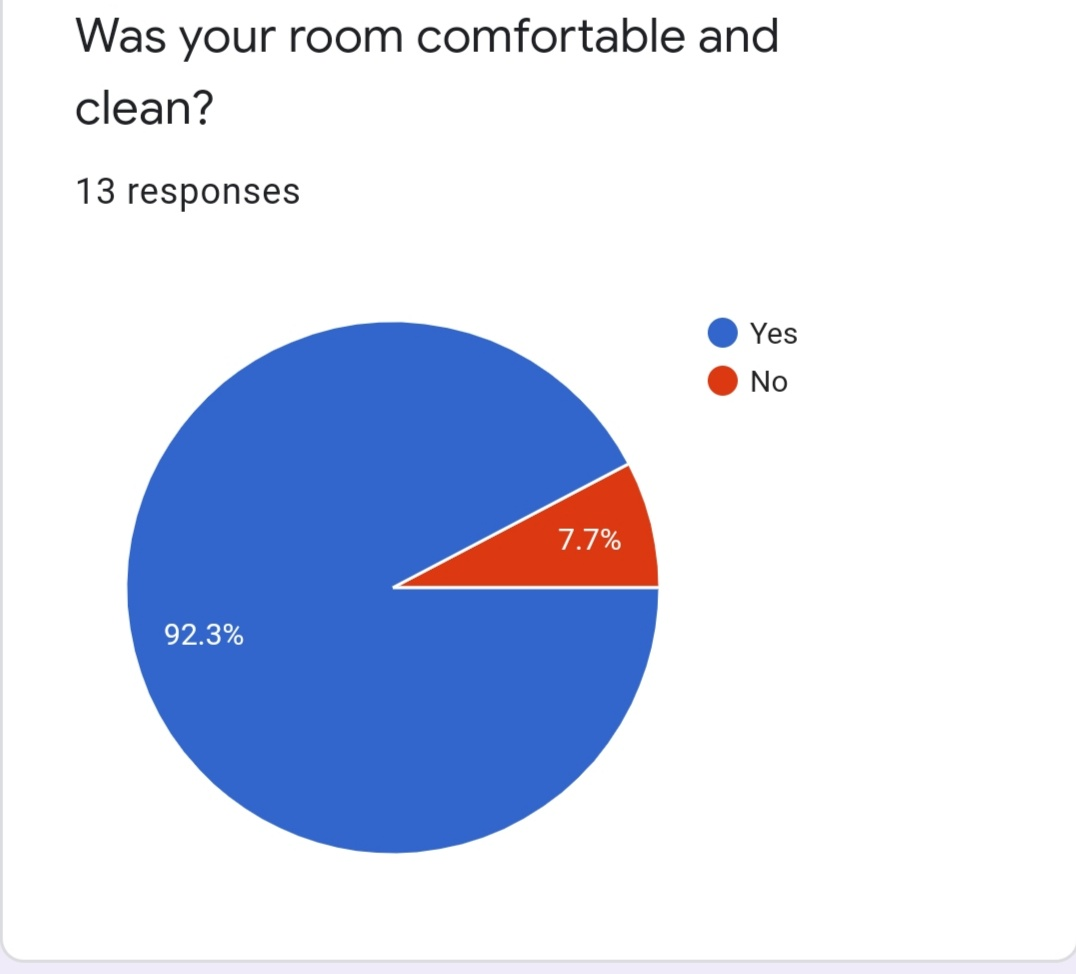 Was your room comfortable and
clean?
13 responses
Yes
No
7.7%
92.3%